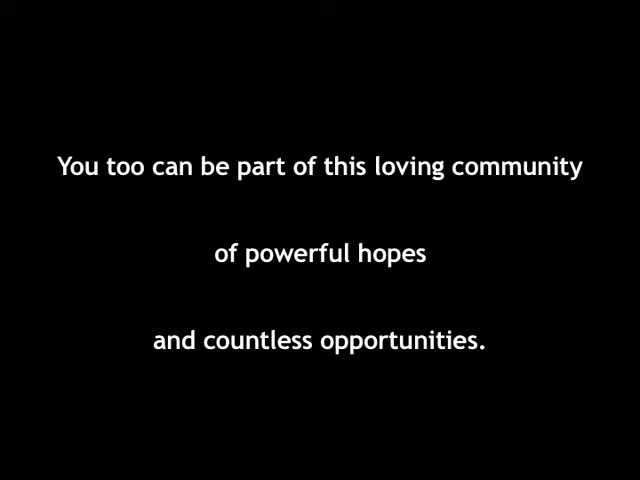 You too can be part of this loving community
of powerful hopes
and countless opportunities.